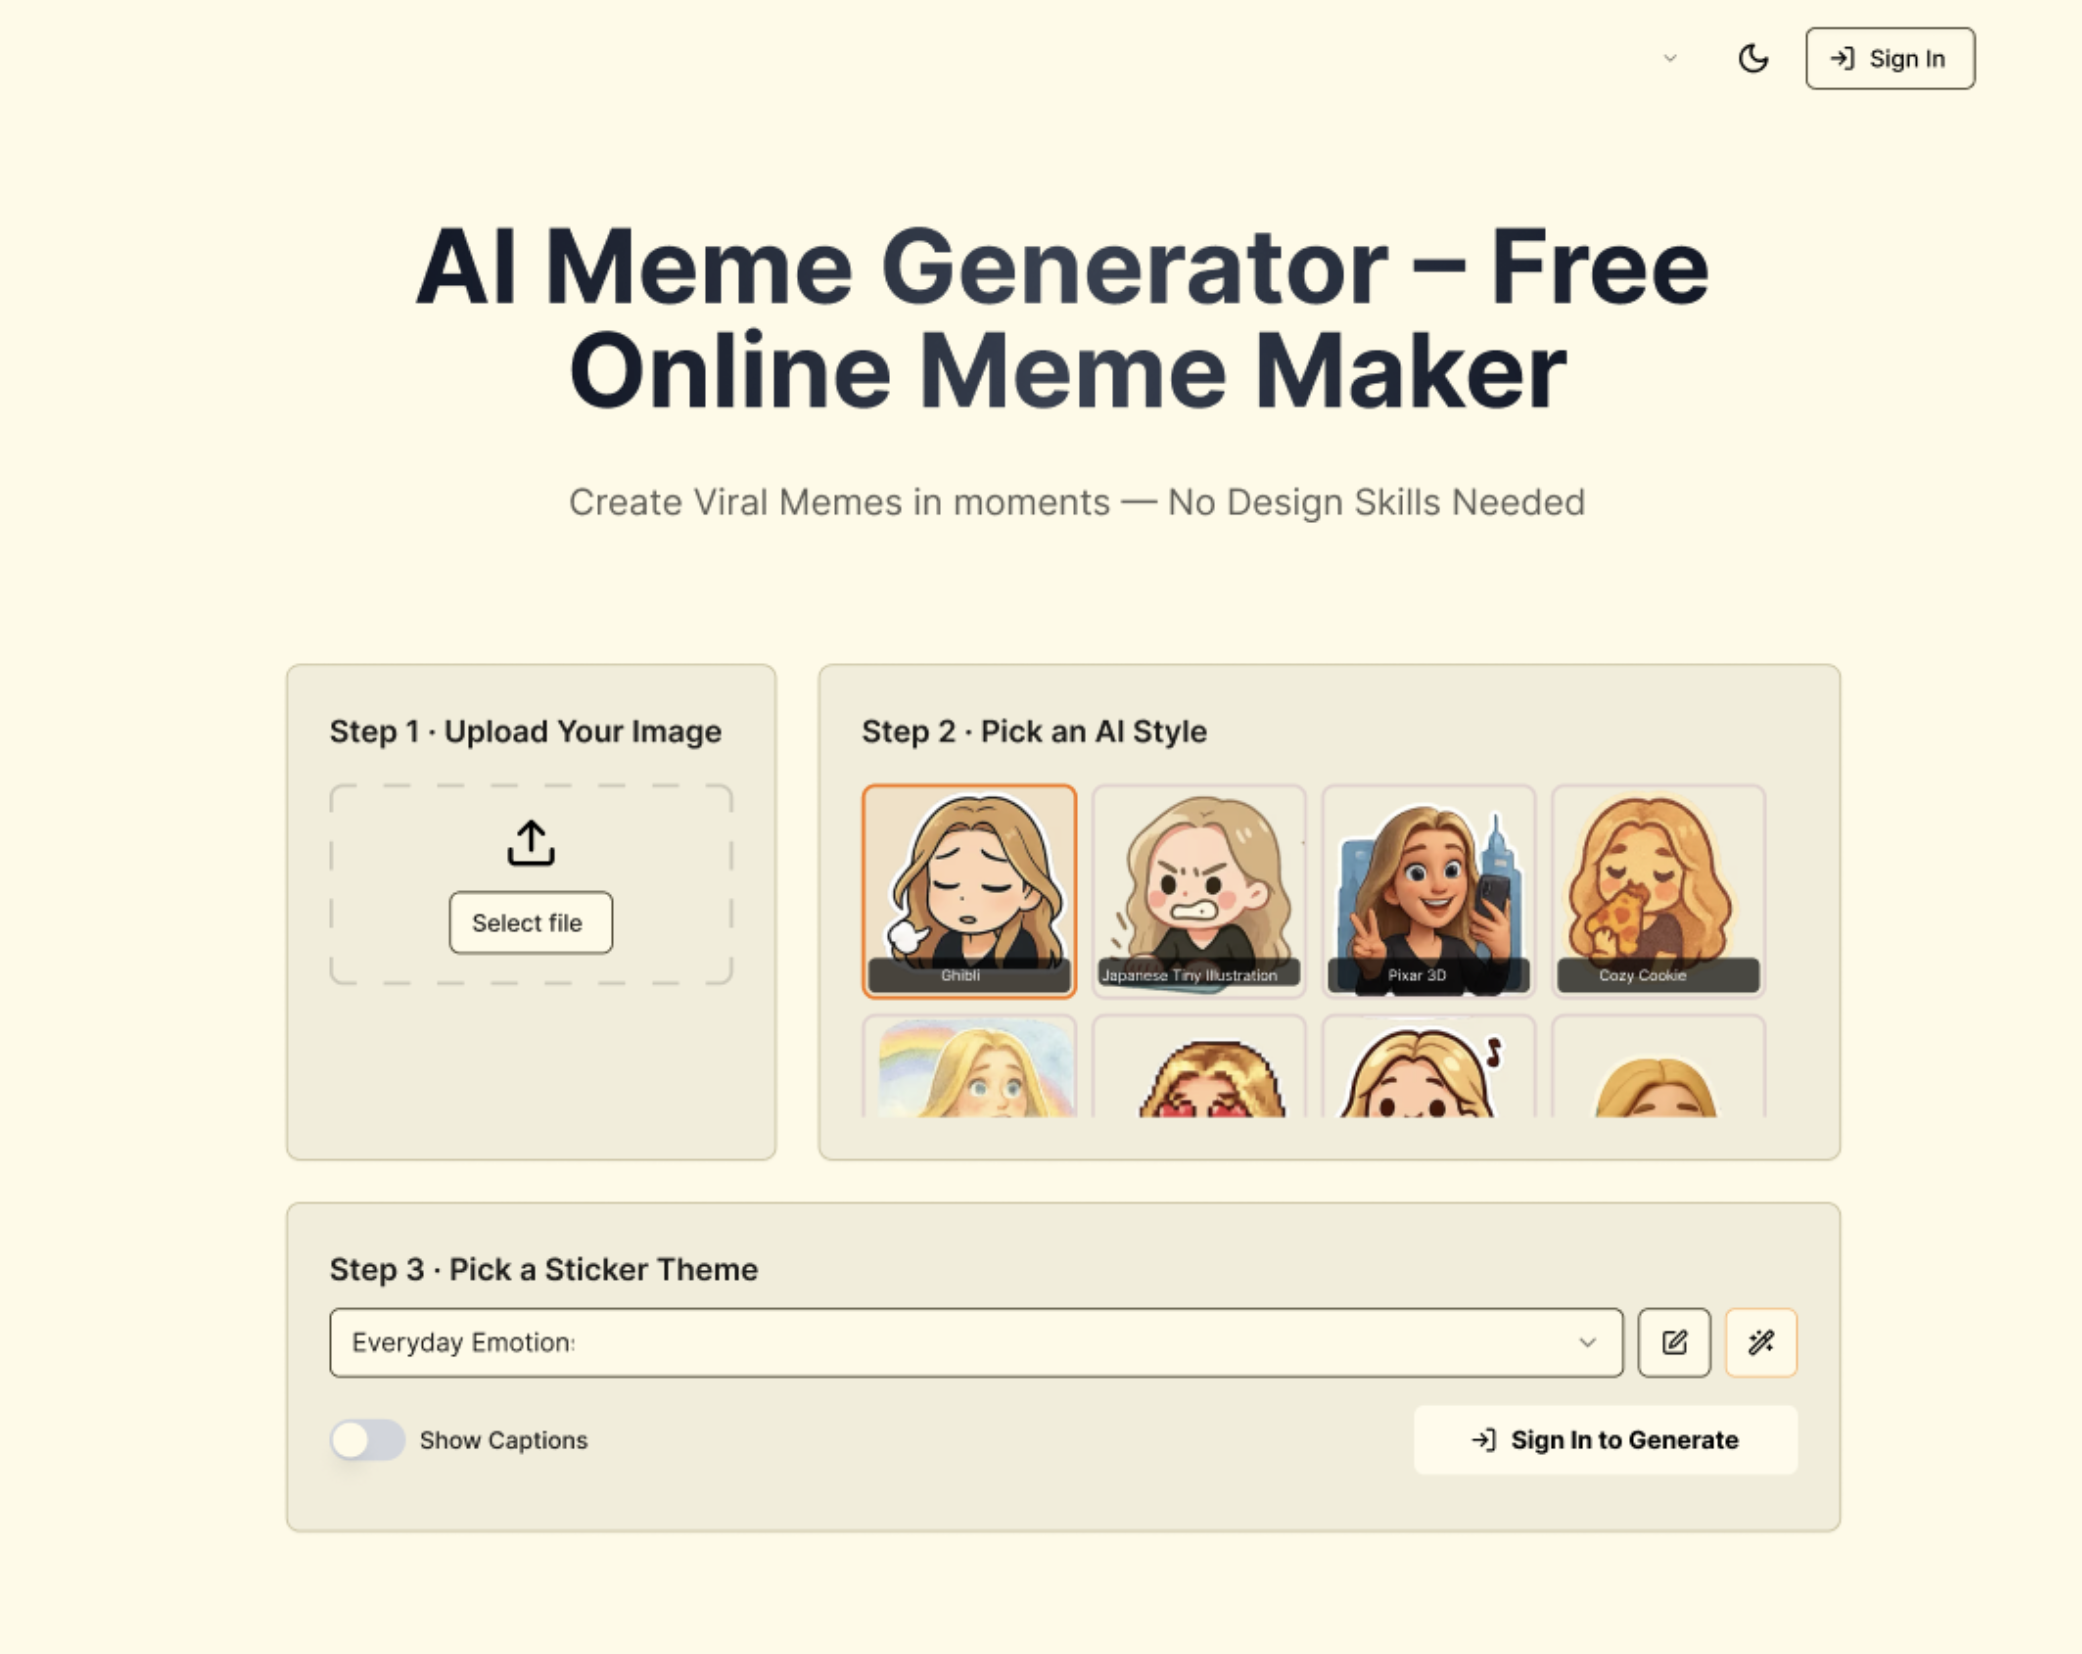 Sign In
AI Meme Generator – Free
Online Meme Maker
Create Viral Memes in moments — No Design Skills Needed
Step 1 · Upload Your Image
Select file
Step 2 · Pick an AI Style
Ghibli
Japanese Tiny Illustration
Pixar 3D
Cozy Cookie
Step 3 · Pick a Sticker Theme
Everyday Emotion
Show Captions
Sign In to Generate